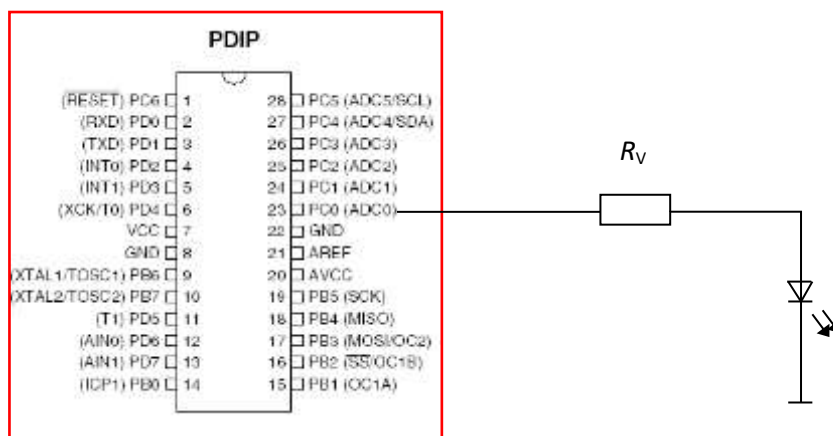 PDIP
(RESET) PC6 1
(RXD) PD0 2
(TXD) PD1 3
(INT0) PD2 4
(INT1) PD3 5
(XCK/T0) PD4 6
VCC 7
GND 8
(XTAL1/TOSC1) PB6 9
(XTAL2/TOSC2) PB7 10
(T1) PD5 11
(AIN0) PD6 12
(AIN1) PD7 13
(ICP1) PB0 14
28 PC5 (ADC5/SCL)
27 PC4 (ADC4/SDA)
26 PC3 (ADC3)
25 PC2 (ADC2)
24 PC1 (ADC1)
23 PC0 (ADC0)
22 GND
21 AREF
20 AVCC
19 PB5 (SCK)
18 PB4 (MISO)
17 PB3 (MOSI/OC2)
16 PB2 (SS/OC1B)
15 PB1 (OC1A)
RV